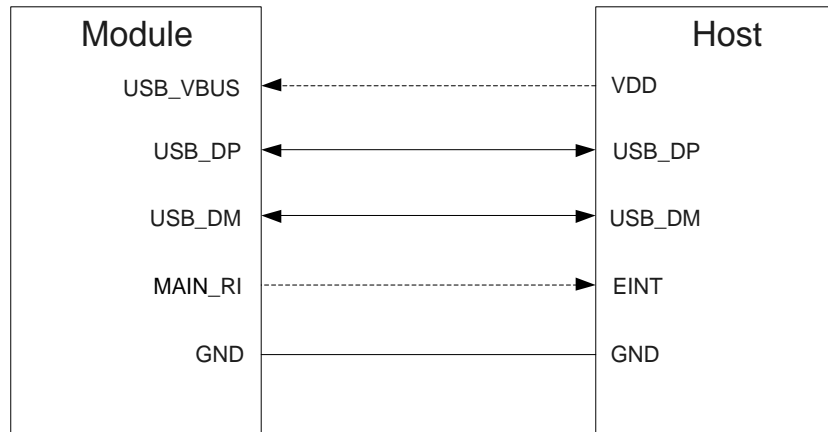 Module Host
USB_VBUS VDD
USB_DP USB_DP
USB_DM USB_DM
MAIN_RI EINT
GND GND